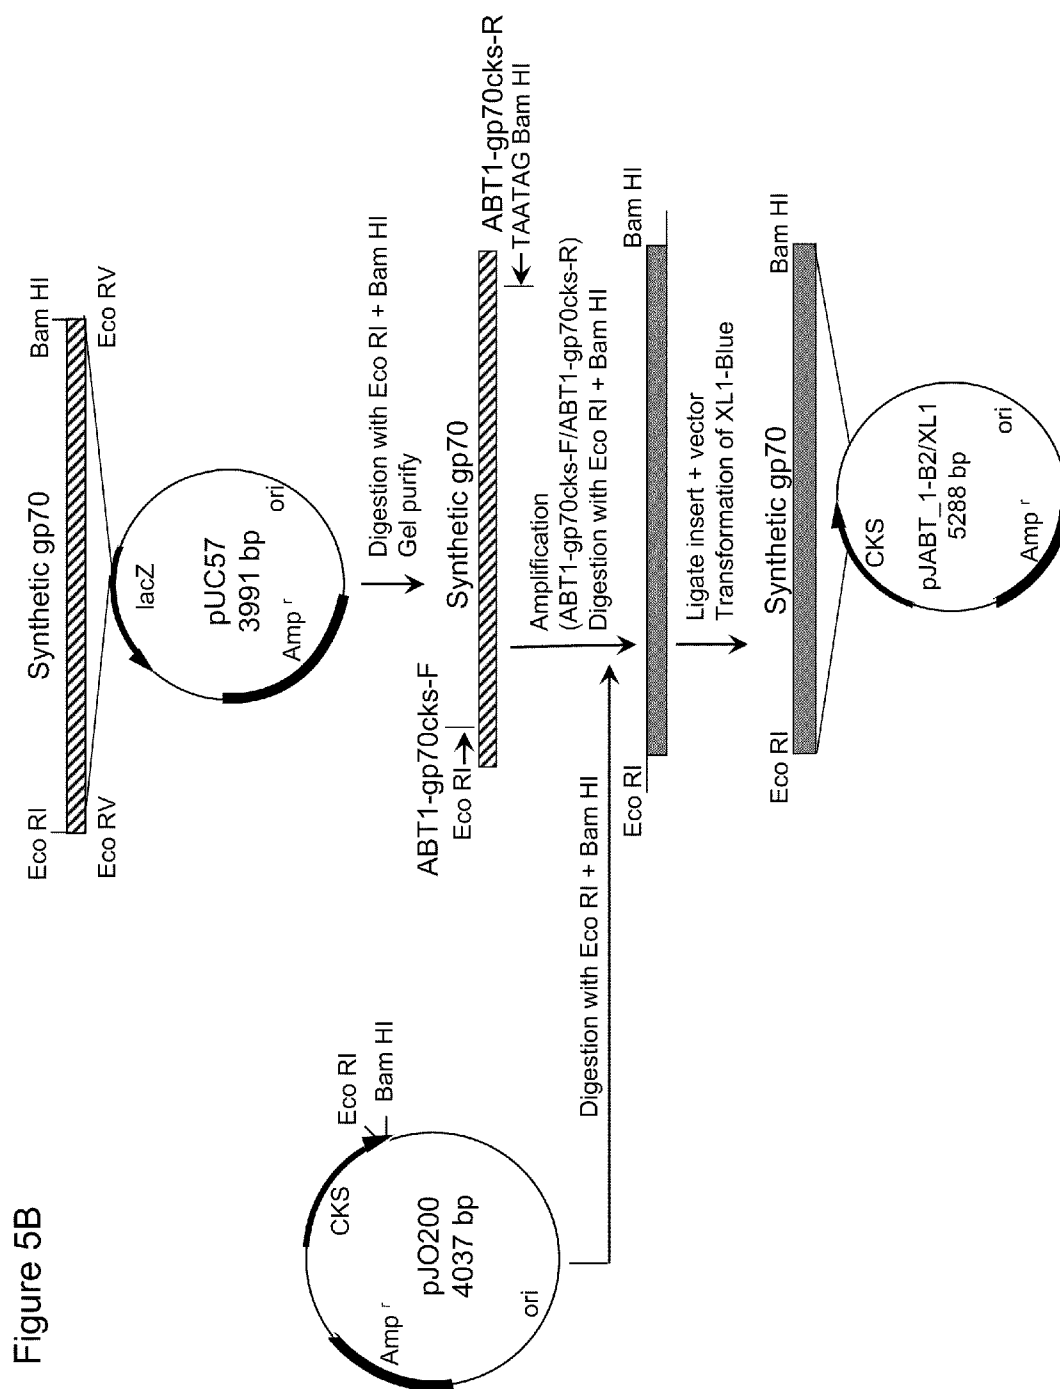 Figure 5B
Synthetic gp70
Eco RI
Bam HI
Eco RV
Eco RV
lacZ
pUC57
3991 bp
Amp r
ori
Digestion with Eco RI + Bam HI
Gel purify
ABT1-gp70cks-F
Eco RI
Synthetic gp70
ABT1-gp70cks-R
TAATAG Bam HI
pJO200
4037 bp
CKS
Eco RI
Bam HI
Amp r
ori
Amplification
(ABT1-gp70cks-F/ABT1-gp70cks-R)
Digestion with Eco RI + Bam HI
Digestion with Eco RI + Bam HI
Eco RI
Bam HI
Ligate insert + vector
Transformation of XL1-Blue
Synthetic gp70
Eco RI
Bam HI
CKS
pJABT_1-B2/XL1
5288 bp
Amp r
ori